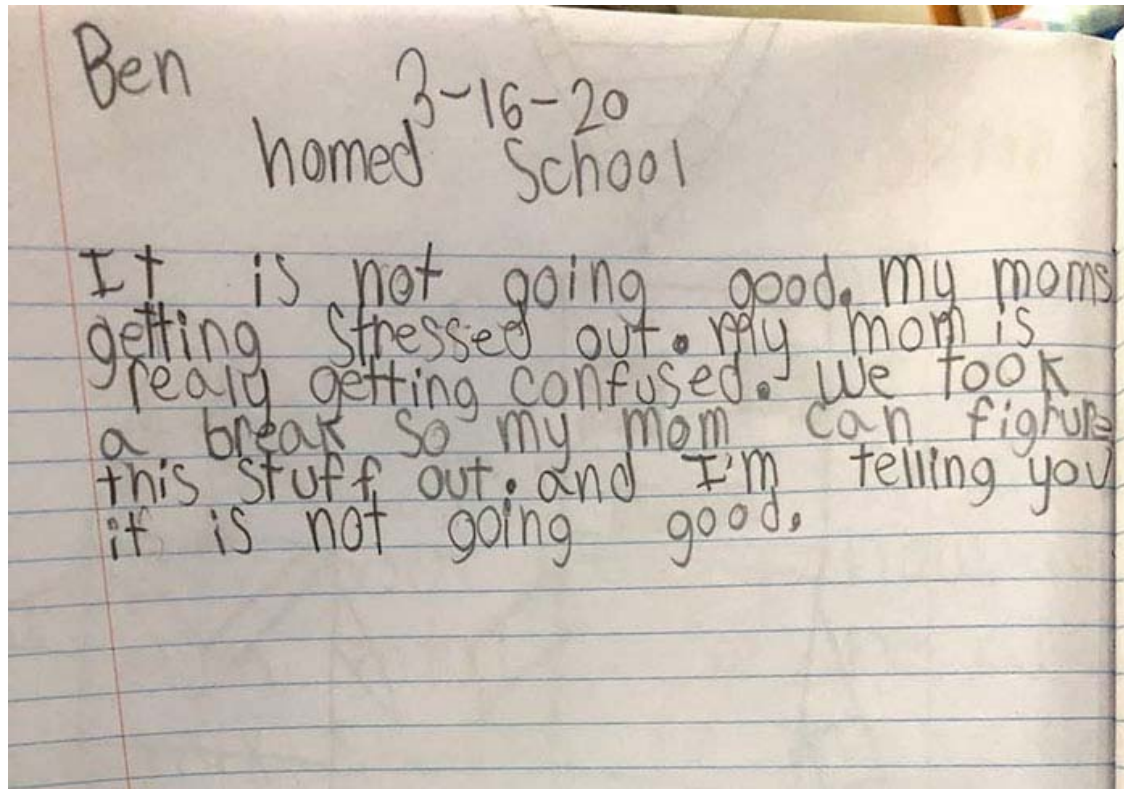 Ben
3-16-20
homed School
It is not going good. my moms
getting stressed out. my mom is
realy getting confused. We took
a break so my mom can fighure
this stuff out. and I'm telling you
it is not going good.